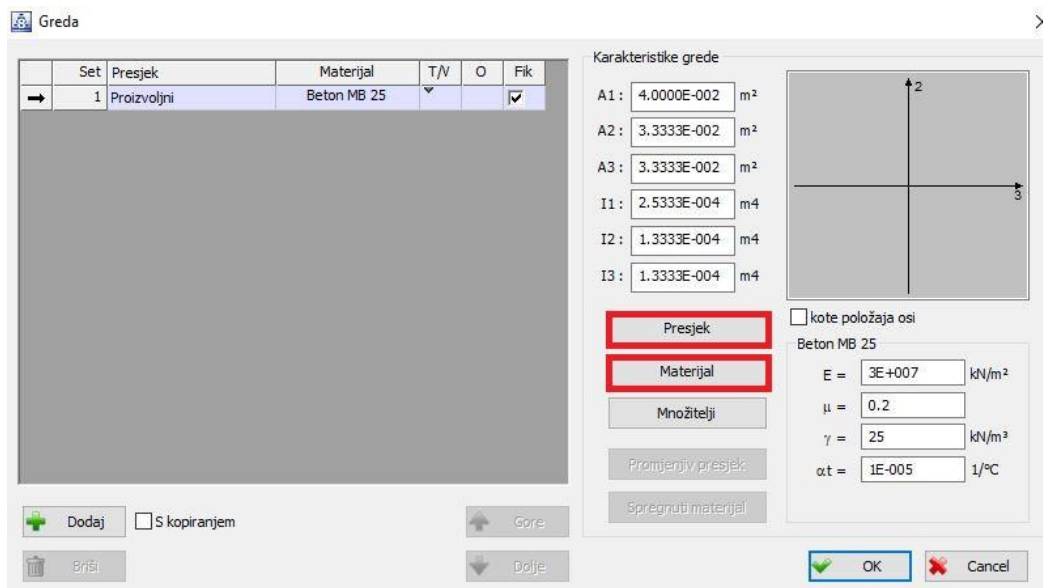 Greda
Set Presjek Materijal T/V O Fik
1 Proizvoljni Beton MB 25
Karakteristike grede
A1: 4.0000E-002 m²
A2: 3.3333E-002 m²
A3: 3.3333E-002 m²
I1: 2.5333E-004 m4
I2: 1.3333E-004 m4
I3: 1.3333E-004 m4
2
3
Presjek
Materijal
Množitelji
Promjenjiv presjek
Spregnuti materijal
kote položaja osi
Beton MB 25
E = 3E+007 kN/m²
μ = 0.2
γ = 25 kN/m³
αt = 1E-005 1/°C
Dodaj S kopiranjem Gore
Briši Dolje
OK Cancel